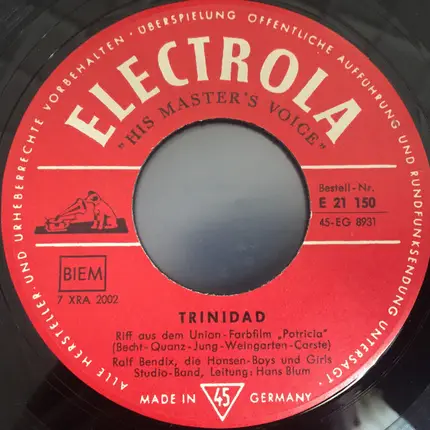 ALLE HERSTELLER- UND URHEBERRECHTE VORBEHALTEN · ÜBERSPIELUNG ÖFFENTLICHE AUFFÜHRUNG UND RUNDFUNKSENDUNG UNTERSAGT.
ELECTROLA
„HIS MASTER'S VOICE”
Bestell-Nr.
E 21 150
45-EG 8931
BIEM
7 XRA 2002
TRINIDAD
Riff aus dem Union-Farbfilm „Patricia”
(Becht-Quanz-Jung-Weingarten-Carste)
Ralf Bendix, die Hansen-Boys und Girls
Studio-Band, Leitung: Hans Blum
MADE IN 45 GERMANY